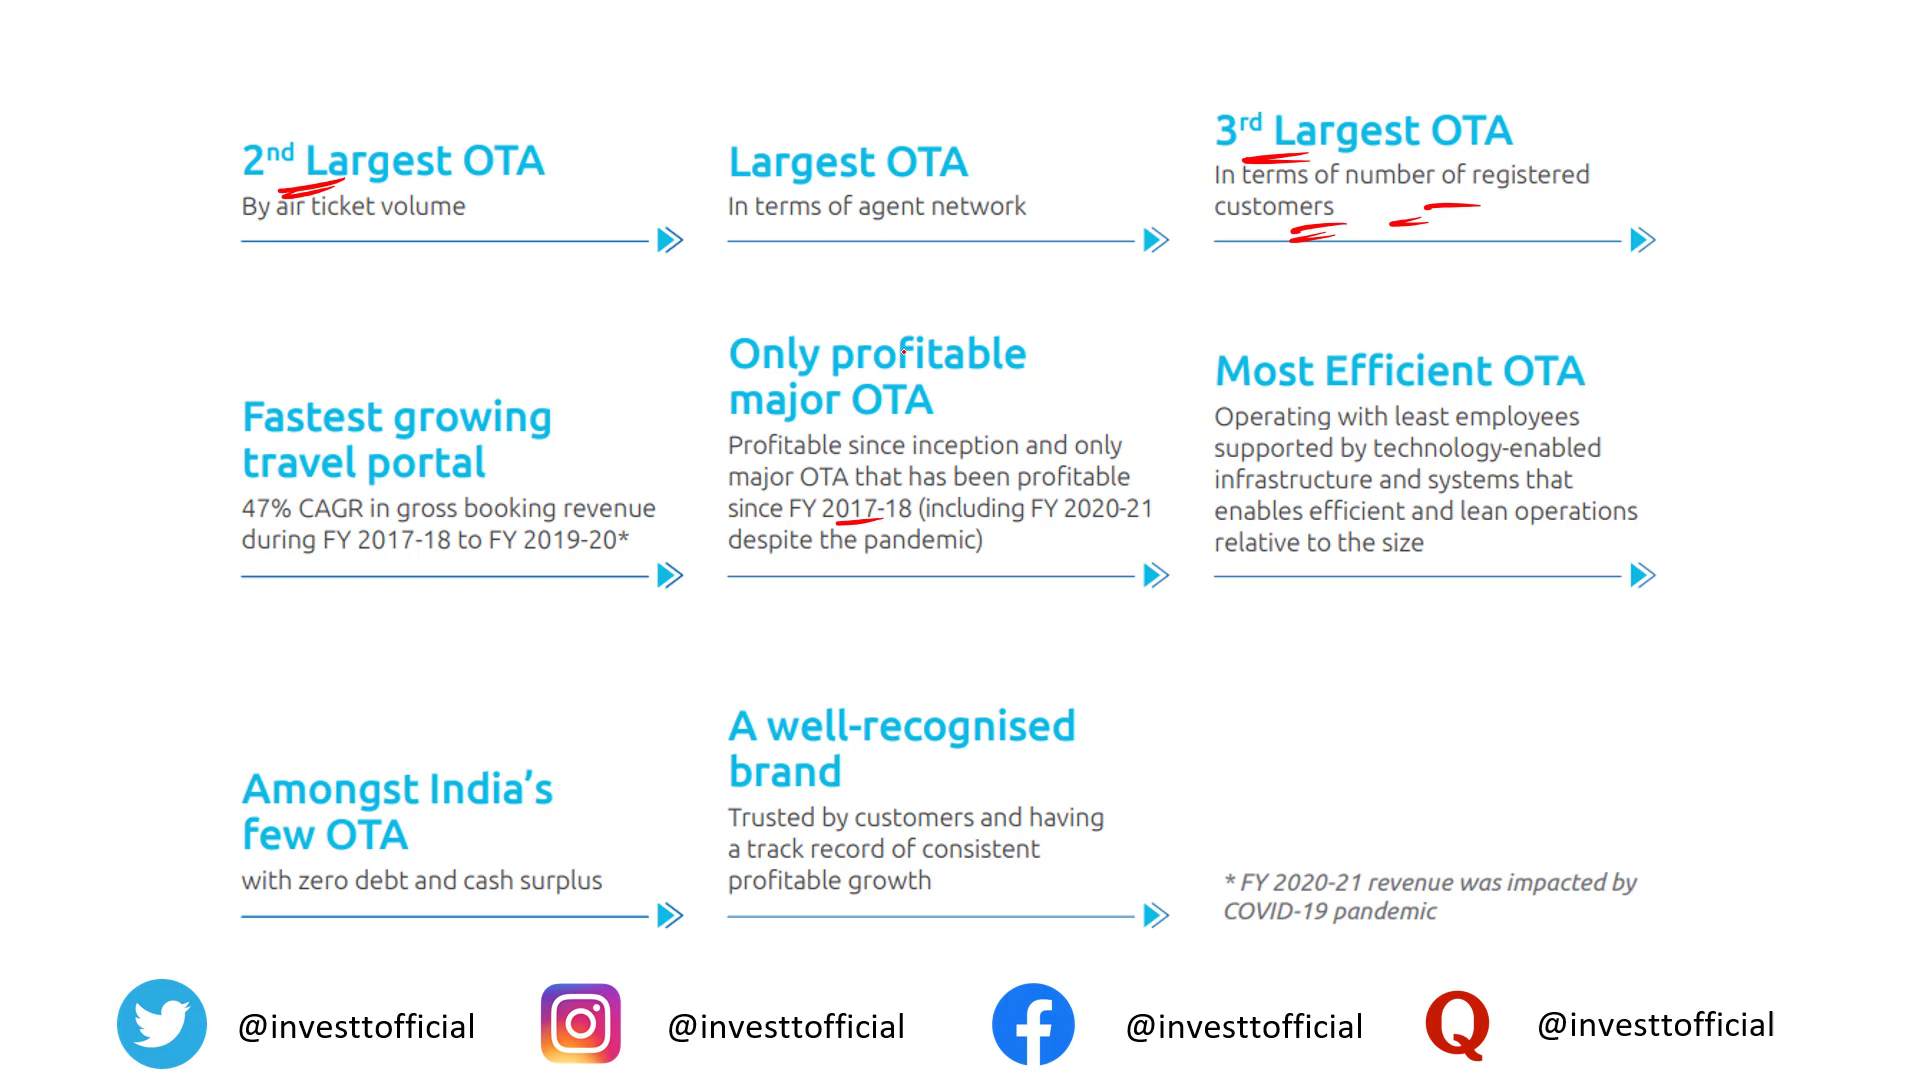 2nd Largest OTA
By air ticket volume
Largest OTA
In terms of agent network
3rd Largest OTA
In terms of number of registered
customers
Fastest growing
travel portal
47% CAGR in gross booking revenue
during FY 2017-18 to FY 2019-20*
Only profitable
major OTA
Profitable since inception and only
major OTA that has been profitable
since FY 2017-18 (including FY 2020-21
despite the pandemic)
Most Efficient OTA
Operating with least employees
supported by technology-enabled
infrastructure and systems that
enables efficient and lean operations
relative to the size
Amongst India's
few OTA
with zero debt and cash surplus
A well-recognised
brand
Trusted by customers and having
a track record of consistent
profitable growth
* FY 2020-21 revenue was impacted by
COVID-19 pandemic
@investtofficial
@investtofficial
@investtofficial
@investtofficial